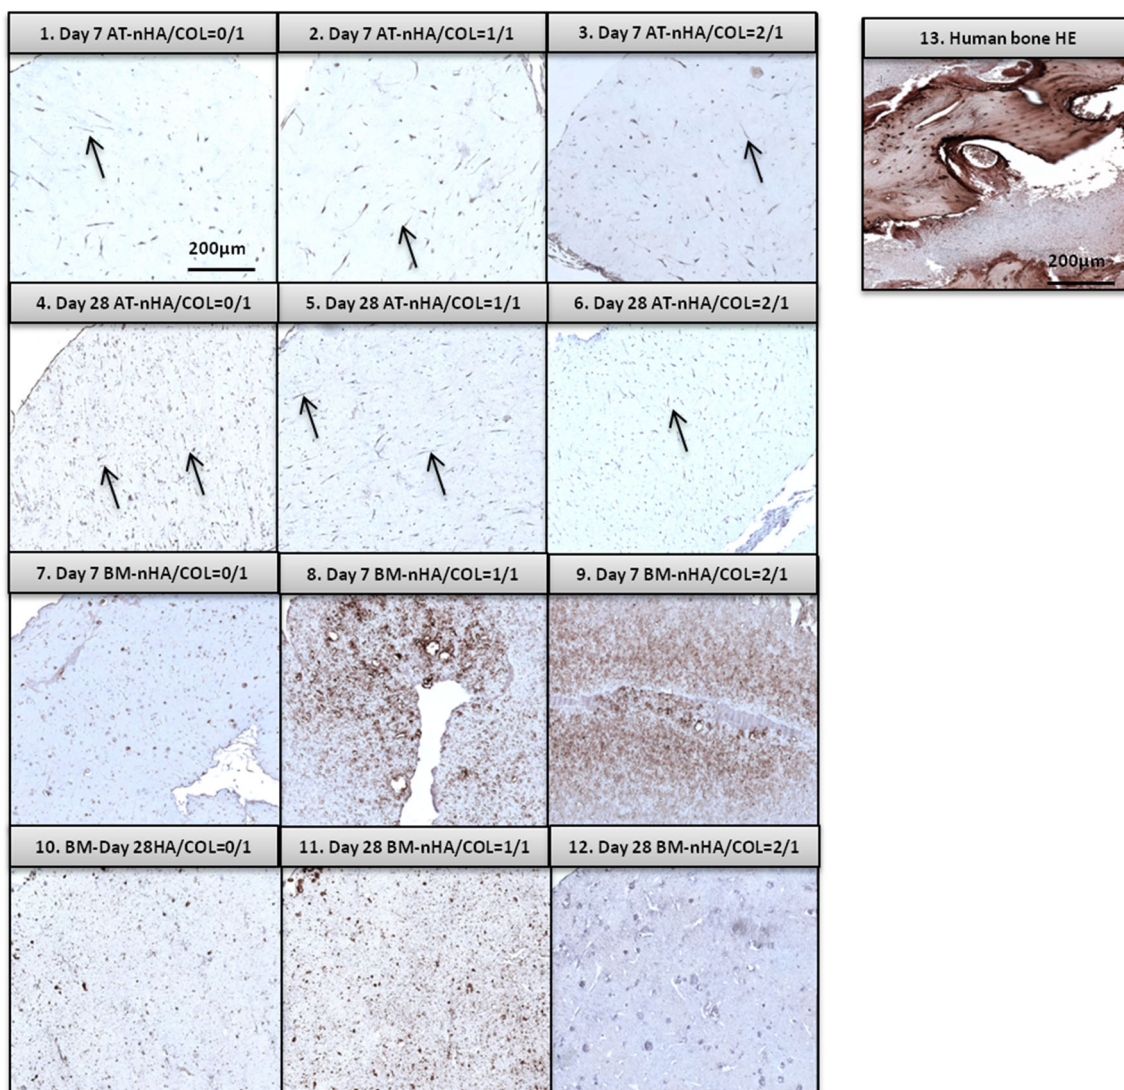 1. Day 7 AT-nHA/COL=0/1
2. Day 7 AT-nHA/COL=1/1
3. Day 7 AT-nHA/COL=2/1
13. Human bone HE
200µm
200µm
4. Day 28 AT-nHA/COL=0/1
5. Day 28 AT-nHA/COL=1/1
6. Day 28 AT-nHA/COL=2/1
7. Day 7 BM-nHA/COL=0/1
8. Day 7 BM-nHA/COL=1/1
9. Day 7 BM-nHA/COL=2/1
10. BM-Day 28HA/COL=0/1
11. Day 28 BM-nHA/COL=1/1
12. Day 28 BM-nHA/COL=2/1